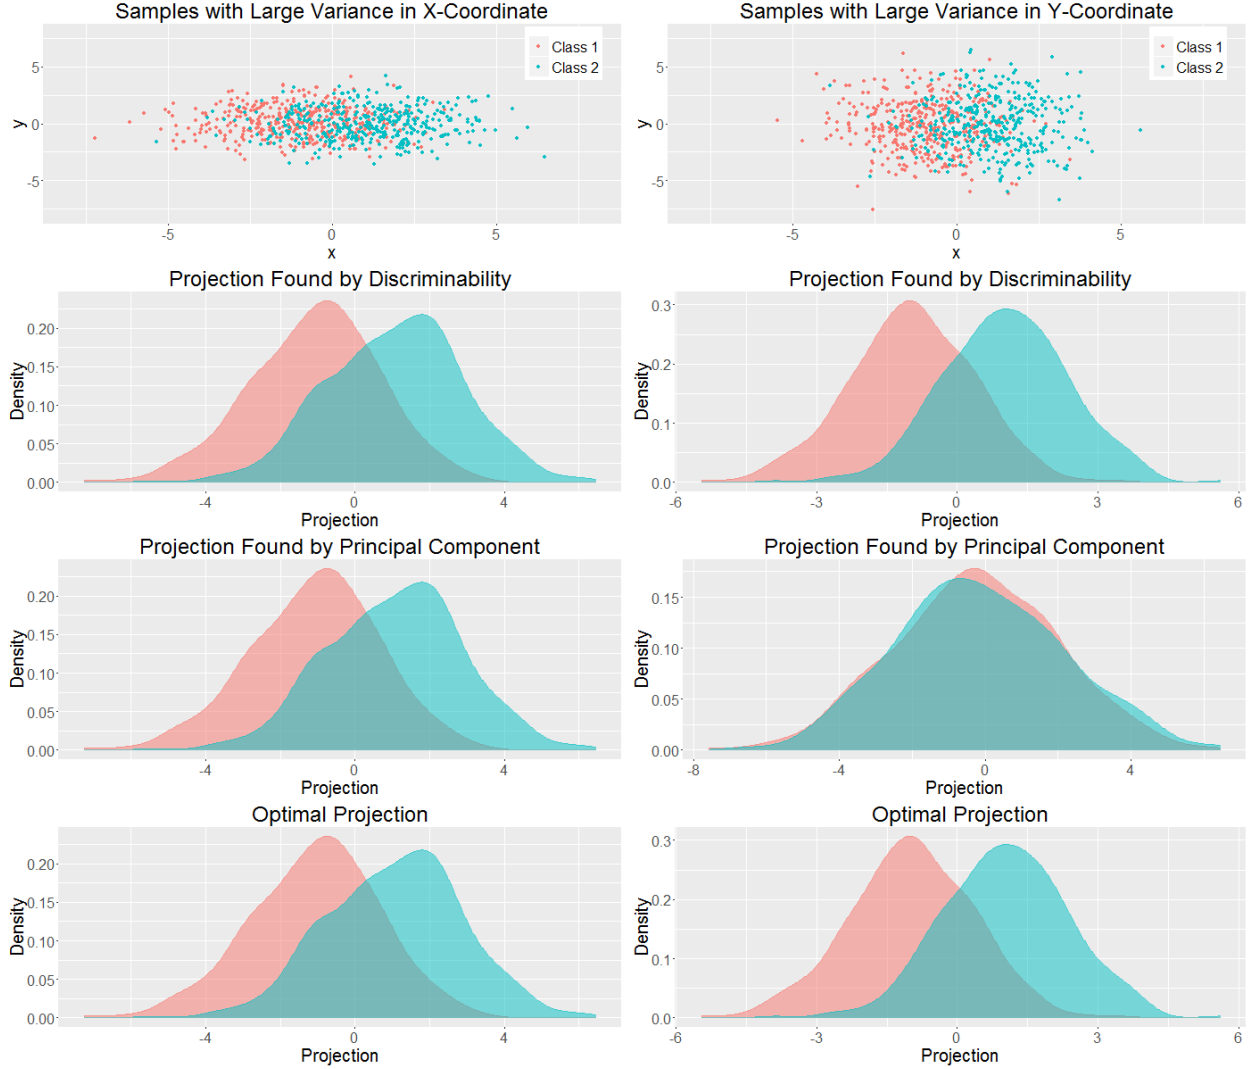 Samples with Large Variance in X-Coordinate
Class 1
Class 2
5
0
-5
y
-5
0
5
x
Samples with Large Variance in Y-Coordinate
Class 1
Class 2
5
0
-5
y
-5
0
5
x
Projection Found by Discriminability
0.20
0.15
0.10
0.05
0.00
Density
-4
0
4
Projection
Projection Found by Discriminability
0.3
0.2
0.1
0.0
Density
-6
-3
0
3
6
Projection
Projection Found by Principal Component
0.20
0.15
0.10
0.05
0.00
Density
-4
0
4
Projection
Projection Found by Principal Component
0.15
0.10
0.05
0.00
Density
-8
-4
0
4
Projection
Optimal Projection
0.20
0.15
0.10
0.05
0.00
Density
-4
0
4
Projection
Optimal Projection
0.3
0.2
0.1
0.0
Density
-6
-3
0
3
6
Projection